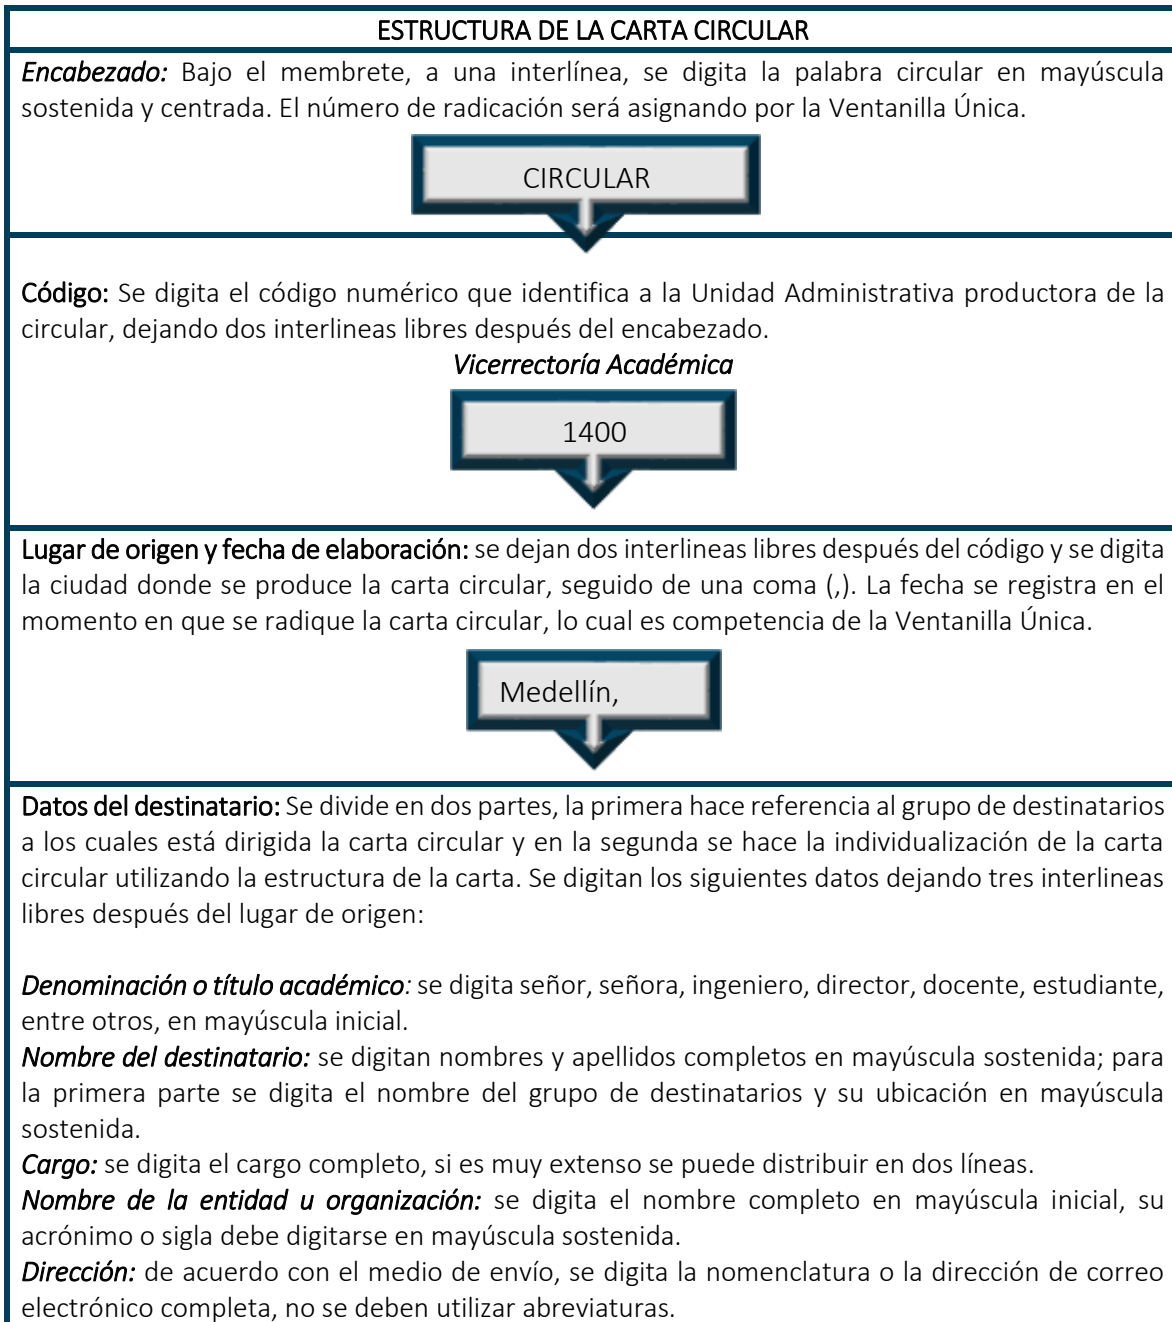 ESTRUCTURA DE LA CARTA CIRCULAR
Encabezado: Bajo el membrete, a una interlínea, se digita la palabra circular en mayúscula
sostenida y centrada. El número de radicación será asignando por la Ventanilla Única.
CIRCULAR
Código: Se digita el código numérico que identifica a la Unidad Administrativa productora de la
circular, dejando dos interlineas libres después del encabezado.
Vicerrectoría Académica
1400
Lugar de origen y fecha de elaboración: se dejan dos interlineas libres después del código y se digita
la ciudad donde se produce la carta circular, seguido de una coma (,). La fecha se registra en el
momento en que se radique la carta circular, lo cual es competencia de la Ventanilla Única.
Medellín,
Datos del destinatario: Se divide en dos partes, la primera hace referencia al grupo de destinatarios
a los cuales está dirigida la carta circular y en la segunda se hace la individualización de la carta
circular utilizando la estructura de la carta. Se digitan los siguientes datos dejando tres interlineas
libres después del lugar de origen:
Denominación o título académico: se digita señor, señora, ingeniero, director, docente, estudiante,
entre otros, en mayúscula inicial.
Nombre del destinatario: se digitan nombres y apellidos completos en mayúscula sostenida; para
la primera parte se digita el nombre del grupo de destinatarios y su ubicación en mayúscula
sostenida.
Cargo: se digita el cargo completo, si es muy extenso se puede distribuir en dos líneas.
Nombre de la entidad u organización: se digita el nombre completo en mayúscula inicial, su
acrónimo o sigla debe digitarse en mayúscula sostenida.
Dirección: de acuerdo con el medio de envío, se digita la nomenclatura o la dirección de correo
electrónico completa, no se deben utilizar abreviaturas.